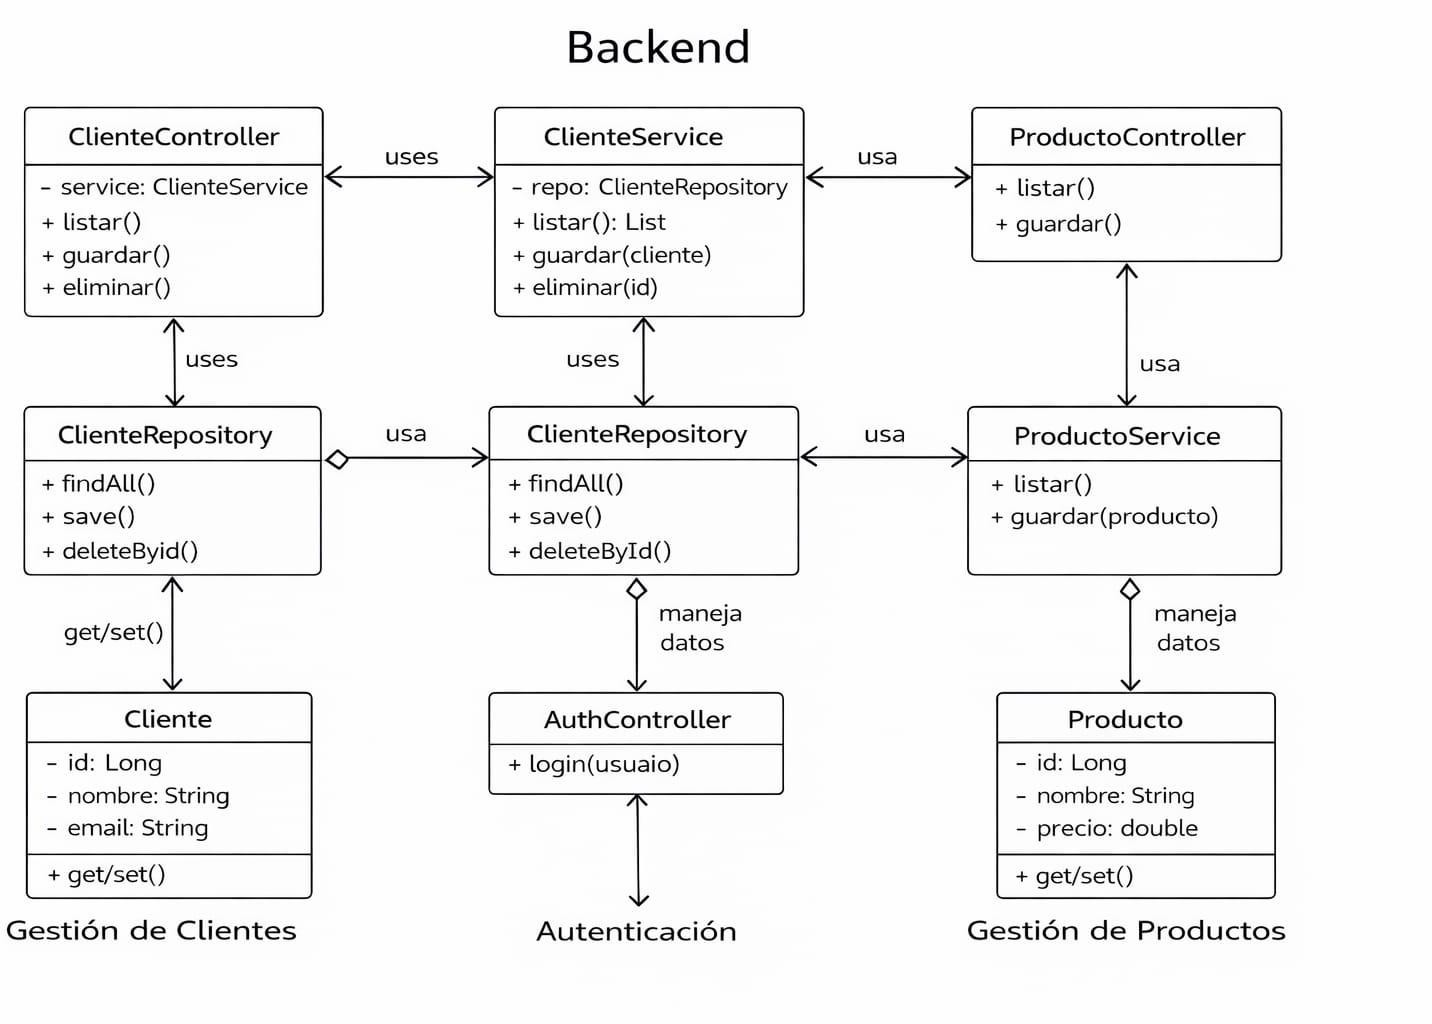 Backend
ClienteController
- service: ClienteService
+ listar()
+ guardar()
+ eliminar()
uses
ClienteService
- repo: ClienteRepository
+ listar(): List
+ guardar(cliente)
+ eliminar(id)
usa
ProductoController
+ listar()
+ guardar()
uses
uses
usa
ClienteRepository
+ findAll()
+ save()
+ deleteByid()
usa
ClienteRepository
+ findAll()
+ save()
+ deleteById()
usa
ProductoService
+ listar()
+ guardar(producto)
get/set()
maneja
datos
maneja
datos
Cliente
- id: Long
- nombre: String
- email: String
+ get/set()
AuthController
+ login(usuaio)
Producto
- id: Long
- nombre: String
- precio: double
+ get/set()
Gestión de Clientes
Autenticación
Gestión de Productos